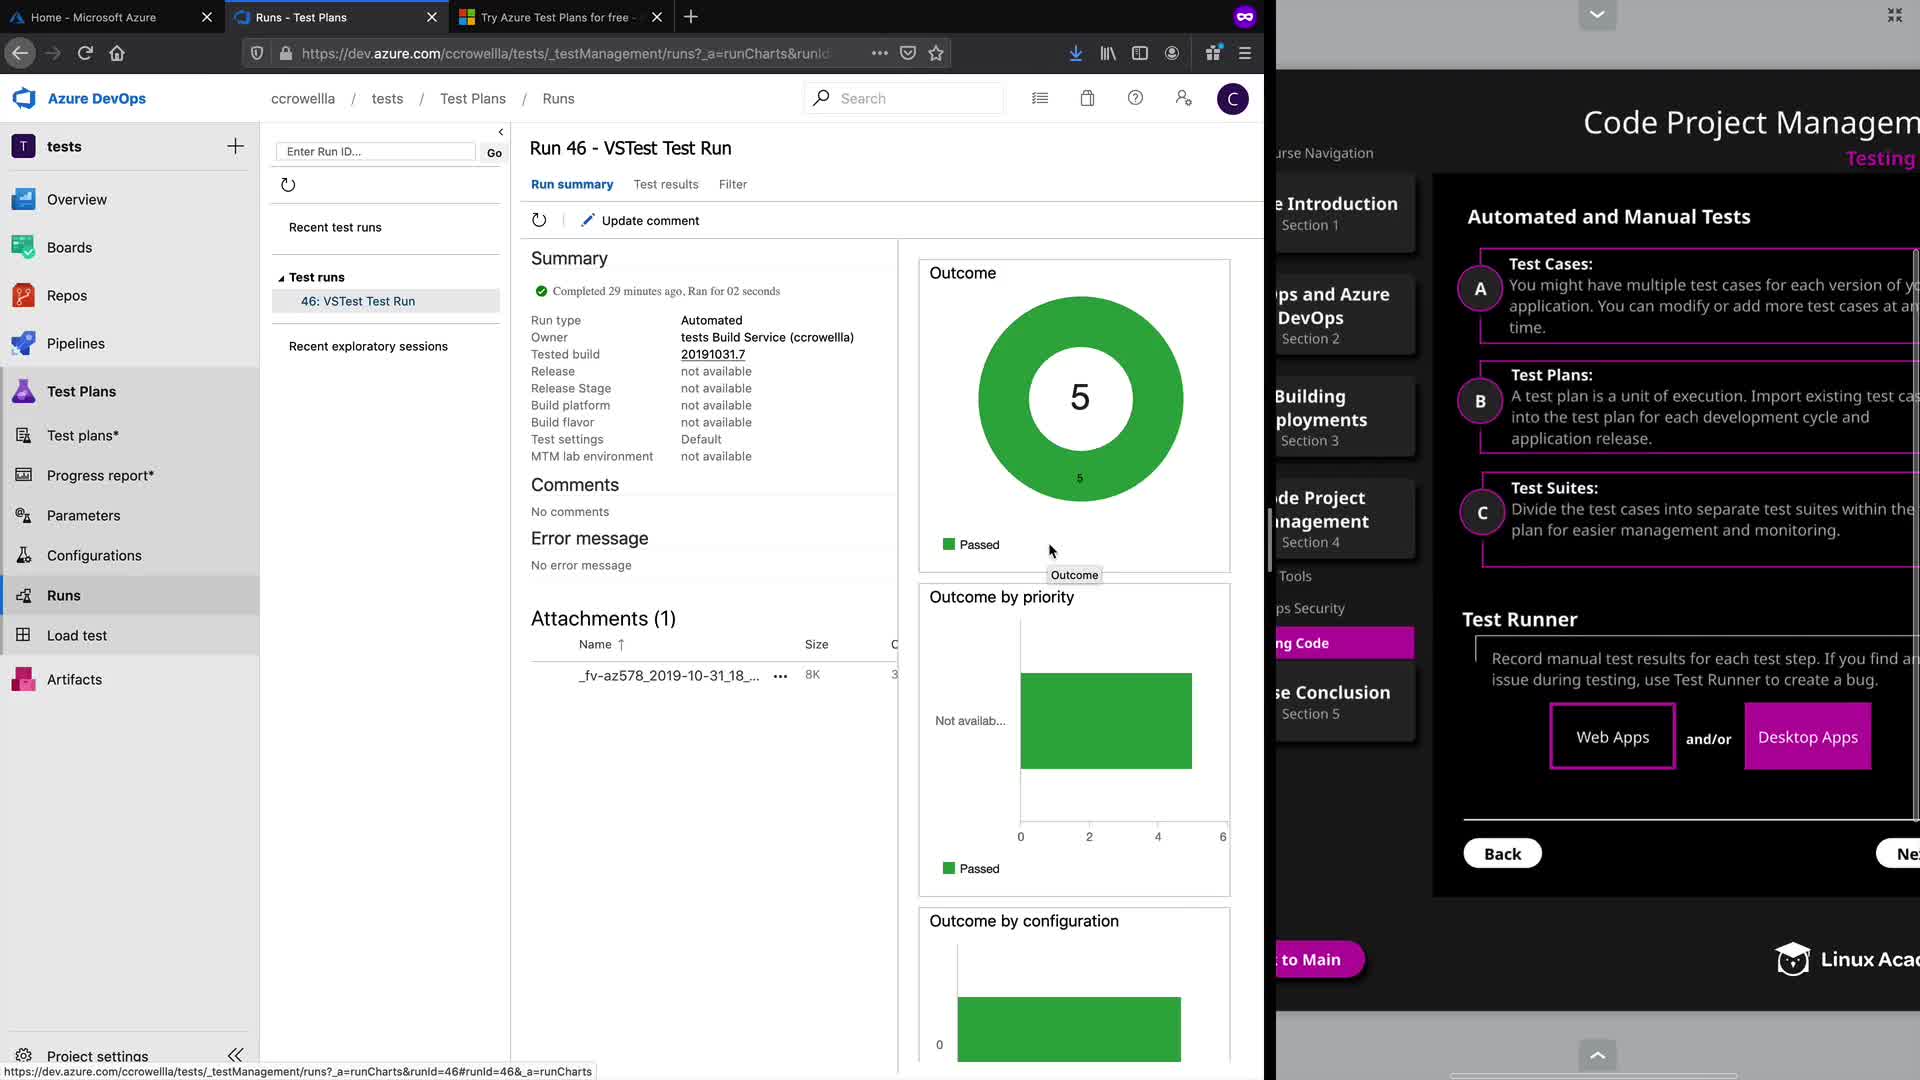 Home - Microsoft Azure
Runs - Test Plans
Try Azure Test Plans for free -
https://dev.azure.com/ccrowellla/tests/_testManagement/runs?_a=runCharts&runId
Azure DevOps
ccrowellla / tests / Test Plans / Runs
Search
C
T
tests
Overview
Boards
Repos
Pipelines
Test Plans
Test plans*
Progress report*
Parameters
Configurations
Runs
Load test
Artifacts
Project settings
https://dev.azure.com/ccrowellla/tests/_testManagement/runs?_a=runCharts&runId=46#runId=46&_a=runCharts
Enter Run ID...
Go
Recent test runs
Test runs
46: VSTest Test Run
Recent exploratory sessions
Run 46 - VSTest Test Run
Run summary Test results Filter
Update comment
Summary
Completed 29 minutes ago, Ran for 02 seconds
Run type Automated
Owner tests Build Service (ccrowellla)
Tested build 20191031.7
Release not available
Release Stage not available
Build platform not available
Build flavor not available
Test settings Default
MTM lab environment not available
Comments
No comments
Error message
No error message
Attachments (1)
Name ↑ Size C
_fv-az578_2019-10-31_18_... ••• 8K 3
Outcome
5
5
Passed
Outcome
Outcome by priority
Not availab...
0 2 4 6
Passed
Outcome by configuration
0
Code Project Managem
Testing
urse Navigation
e Introduction
Section 1
ps and Azure
DevOps
Section 2
Building
ployments
Section 3
de Project
nagement
Section 4
Tools
ps Security
ng Code
se Conclusion
Section 5
to Main
Automated and Manual Tests
A
Test Cases:
You might have multiple test cases for each version of yo
application. You can modify or add more test cases at an
time.
B
Test Plans:
A test plan is a unit of execution. Import existing test cas
into the test plan for each development cycle and
application release.
C
Test Suites:
Divide the test cases into separate test suites within the
plan for easier management and monitoring.
Test Runner
Record manual test results for each test step. If you find an
issue during testing, use Test Runner to create a bug.
Web Apps and/or Desktop Apps
Back
Ne
Linux Aca